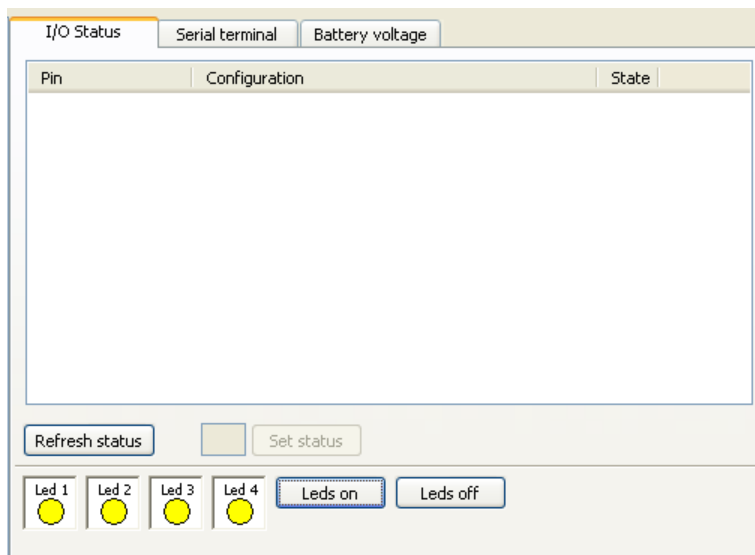 I/O Status Serial terminal Battery voltage
Pin Configuration State
Refresh status Set status
Led 1 Led 2 Led 3 Led 4 Leds on Leds off